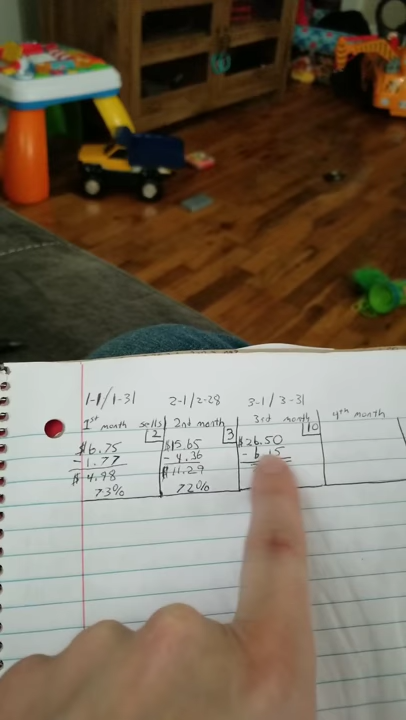 1-1/1-31 2-1/2-28 3-1/3-31
1st month sells 2nd month 3rd month 4th month
2 3 10
$6.75 $15.65 $26.50
- 1.77 - 4.36 - 6.15
$4.98 $11.29
73% 72%